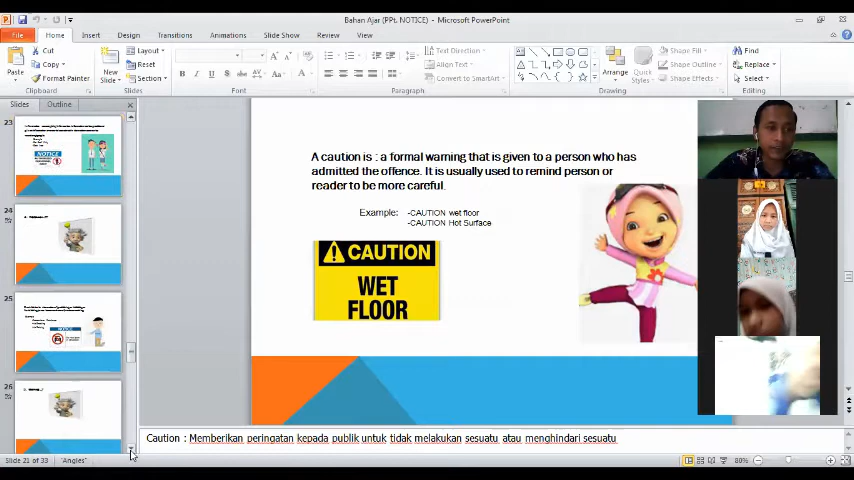 Bahan Ajar (PPt. NOTICE) - Microsoft PowerPoint
File Home Insert Design Transitions Animations Slide Show Review View
Cut
Copy
Format Painter
Paste
Clipboard
New
Slide
Layout
Reset
Section
Slides
Font
Text Direction
Align Text
Convert to SmartArt
Paragraph
Arrange
Quick
Styles
Shape Fill
Shape Outline
Shape Effects
Drawing
Find
Replace
Select
Editing
Slides Outline
23
NOTICE
24
25
NOTICE
26
A caution is : a formal warning that is given to a person who has
admitted the offence. It is usually used to remind person or
reader to be more careful.
Example: -CAUTION wet floor
-CAUTION Hot Surface
CAUTION
WET
FLOOR
Caution : Memberikan peringatan kepada publik untuk tidak melakukan sesuatu atau menghindari sesuatu
Slide 21 of 33 "Angles" 80%